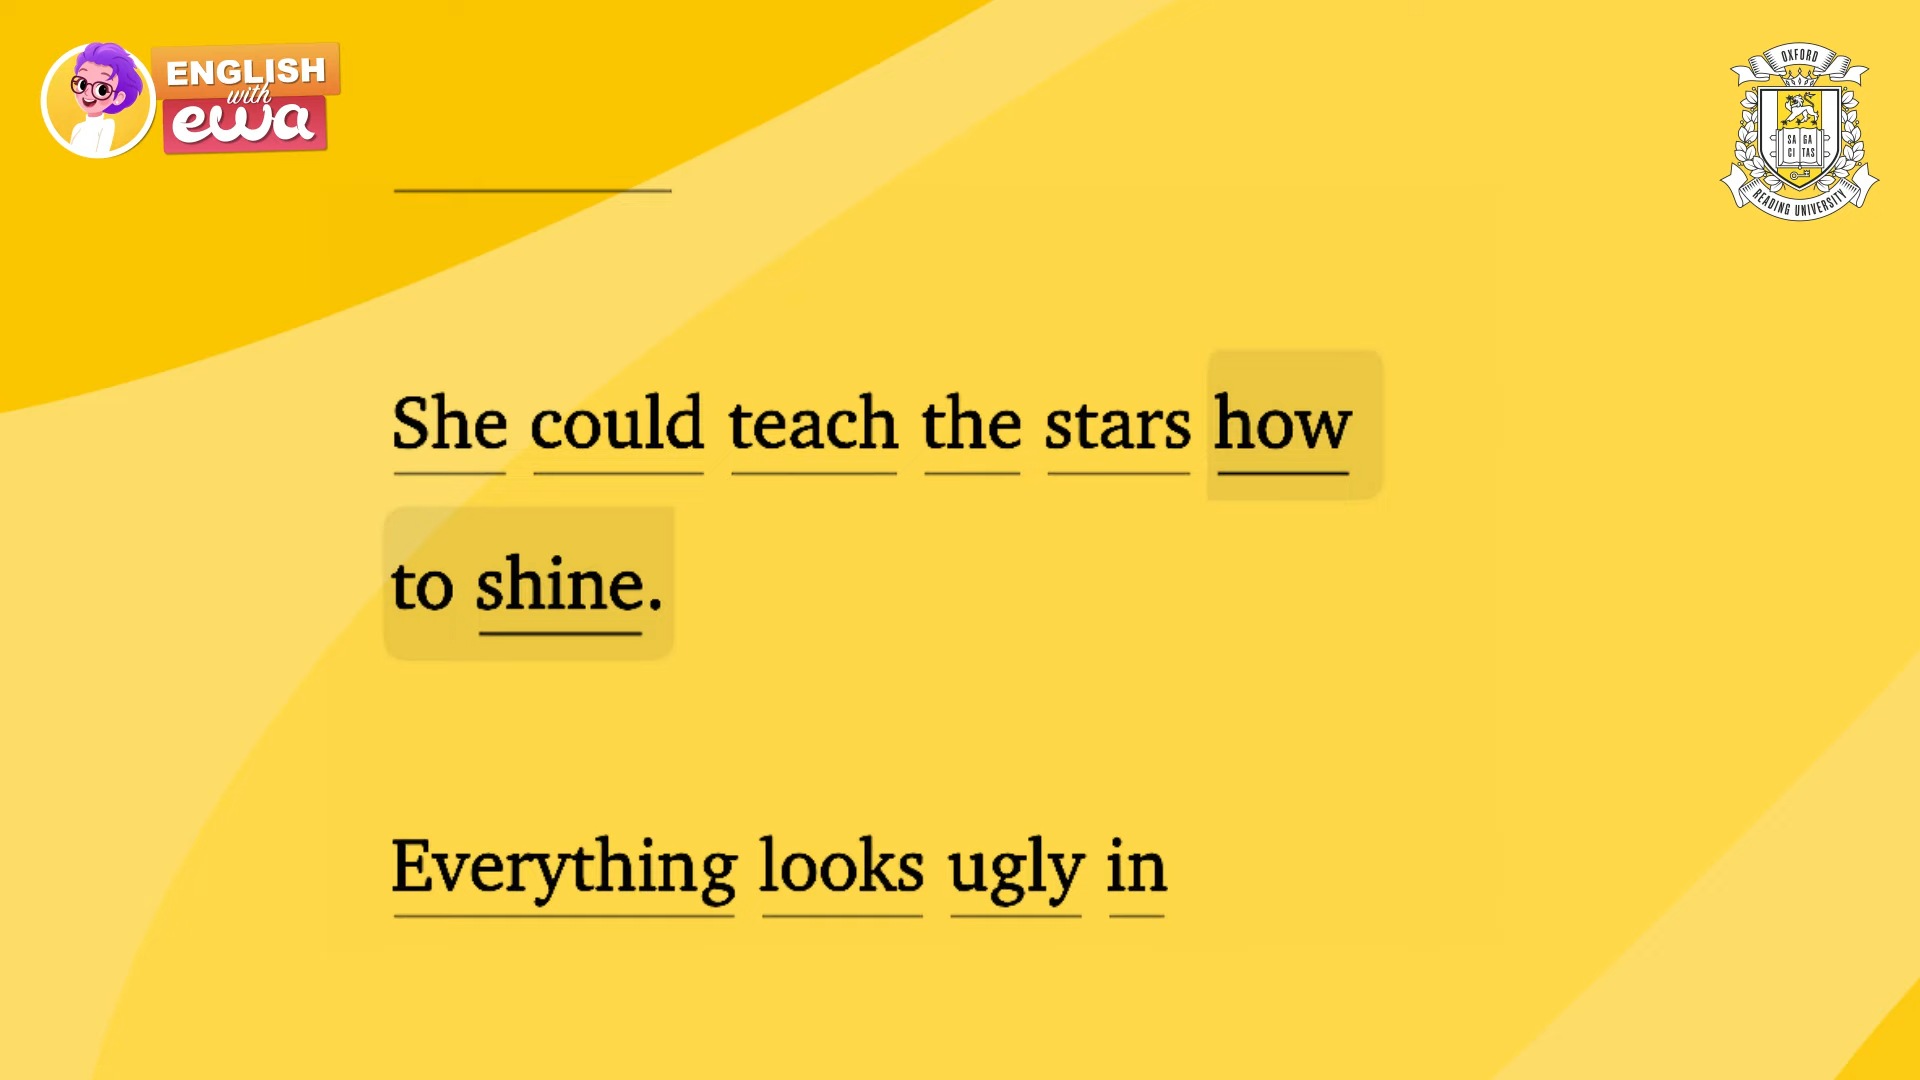 ENGLISH
with
ewa
OXFORD
SA GA
CI TAS
READING UNIVERSITY
She could teach the stars how
to shine.
Everything looks ugly in